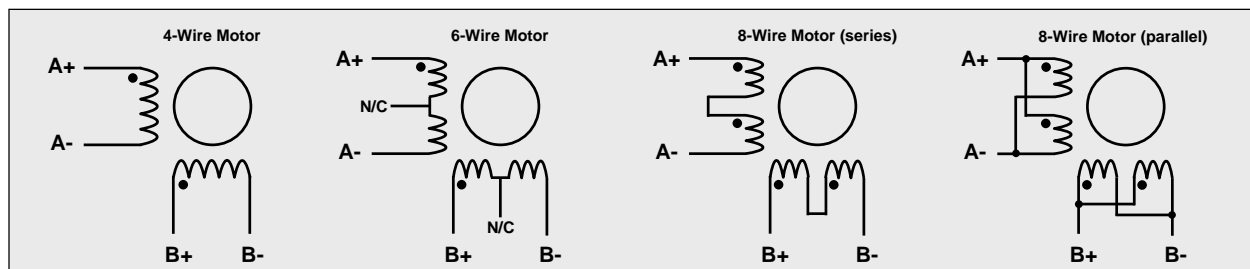 4-Wire Motor
A+
A-
B+ B-
6-Wire Motor
A+
N/C
A-
N/C
B+ B-
8-Wire Motor (series)
A+
A-
B+ B-
8-Wire Motor (parallel)
A+
A-
B+ B-